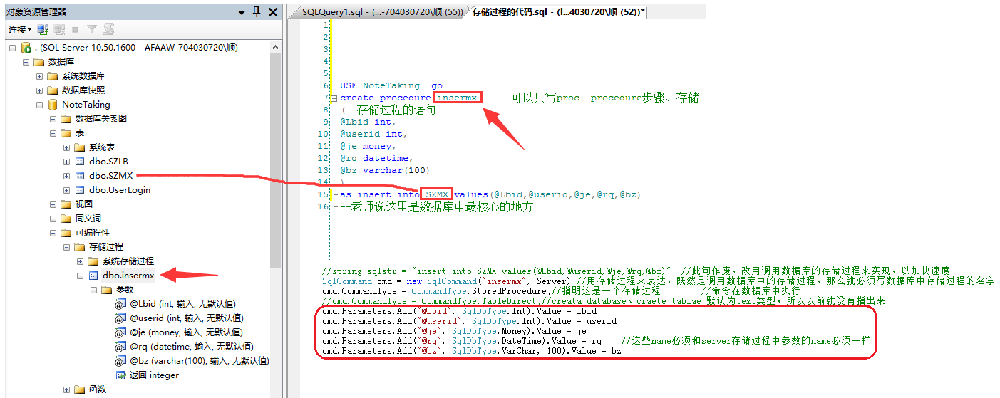 对象资源管理器
连接
. (SQL Server 10.50.1600 - AFAAW-704030720\顺)
数据库
系统数据库
数据库快照
NoteTaking
数据库关系图
表
系统表
dbo.SZLB
dbo.SZMX
dbo.UserLogin
视图
同义词
可编程性
存储过程
系统存储过程
dbo.insermx
参数
@Lbid (int, 输入, 无默认值)
@userid (int, 输入, 无默认值)
@je (money, 输入, 无默认值)
@rq (datetime, 输入, 无默认值)
@bz (varchar(100), 输入, 无默认值)
返回 integer
函数
SQLQuery1.sql - (...-704030720\顺 (55))
存储过程的代码.sql - (l...4030720\顺 (52))*
1
2
3
4
5
6 USE NoteTaking  go
7 create procedure insermx   --可以只写proc  procedure步骤、存储
8 (--存储过程的语句
9 @Lbid int,
10 @userid int,
11 @je money,
12 @rq datetime,
13 @bz varchar(100)
14 )
15 as insert into SZMX values(@Lbid,@userid,@je,@rq,@bz)
16 --老师说这里是数据库中最核心的地方
//string sqlstr = "insert into SZMX values(@Lbid,@userid,@je,@rq,@bz)"; //此句作废，改用调用数据库的存储过程来实现，以加快速度
SqlCommand cmd = new SqlCommand("insermx", Server);//用存储过程来表达，既然是调用数据库中的存储过程，那么就必须写数据库中存储过程的名字
cmd.CommandType = CommandType.StoredProcedure;//指明这是一个存储过程      //命令在数据库中执行
//cmd.CommandType = CommandType.TableDirect;//creata database、craete tablae 默认为text类型，所以以前就没有指出来
cmd.Parameters.Add("@Lbid", SqlDbType.Int).Value = lbid;
cmd.Parameters.Add("@userid", SqlDbType.Int).Value = userid;
cmd.Parameters.Add("@je", SqlDbType.Money).Value = je;
cmd.Parameters.Add("@rq", SqlDbType.DateTime).Value = rq;   //这些name必须和server存储过程中参数的name必须一样
cmd.Parameters.Add("@bz", SqlDbType.VarChar, 100).Value = bz;